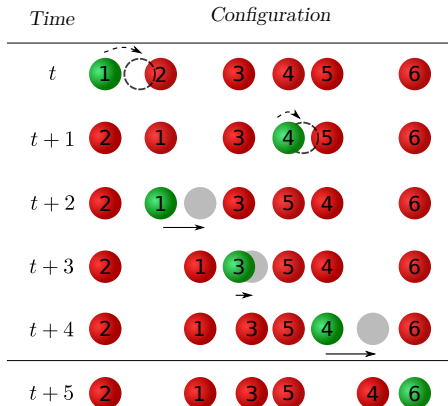 Time Configuration
t 1 2 3 4 5 6
t + 1 2 1 3 4 5 6
t + 2 2 1 3 5 4 6
t + 3 2 1 3 5 4 6
t + 4 2 1 3 5 4 6
t + 5 2 1 3 5 4 6